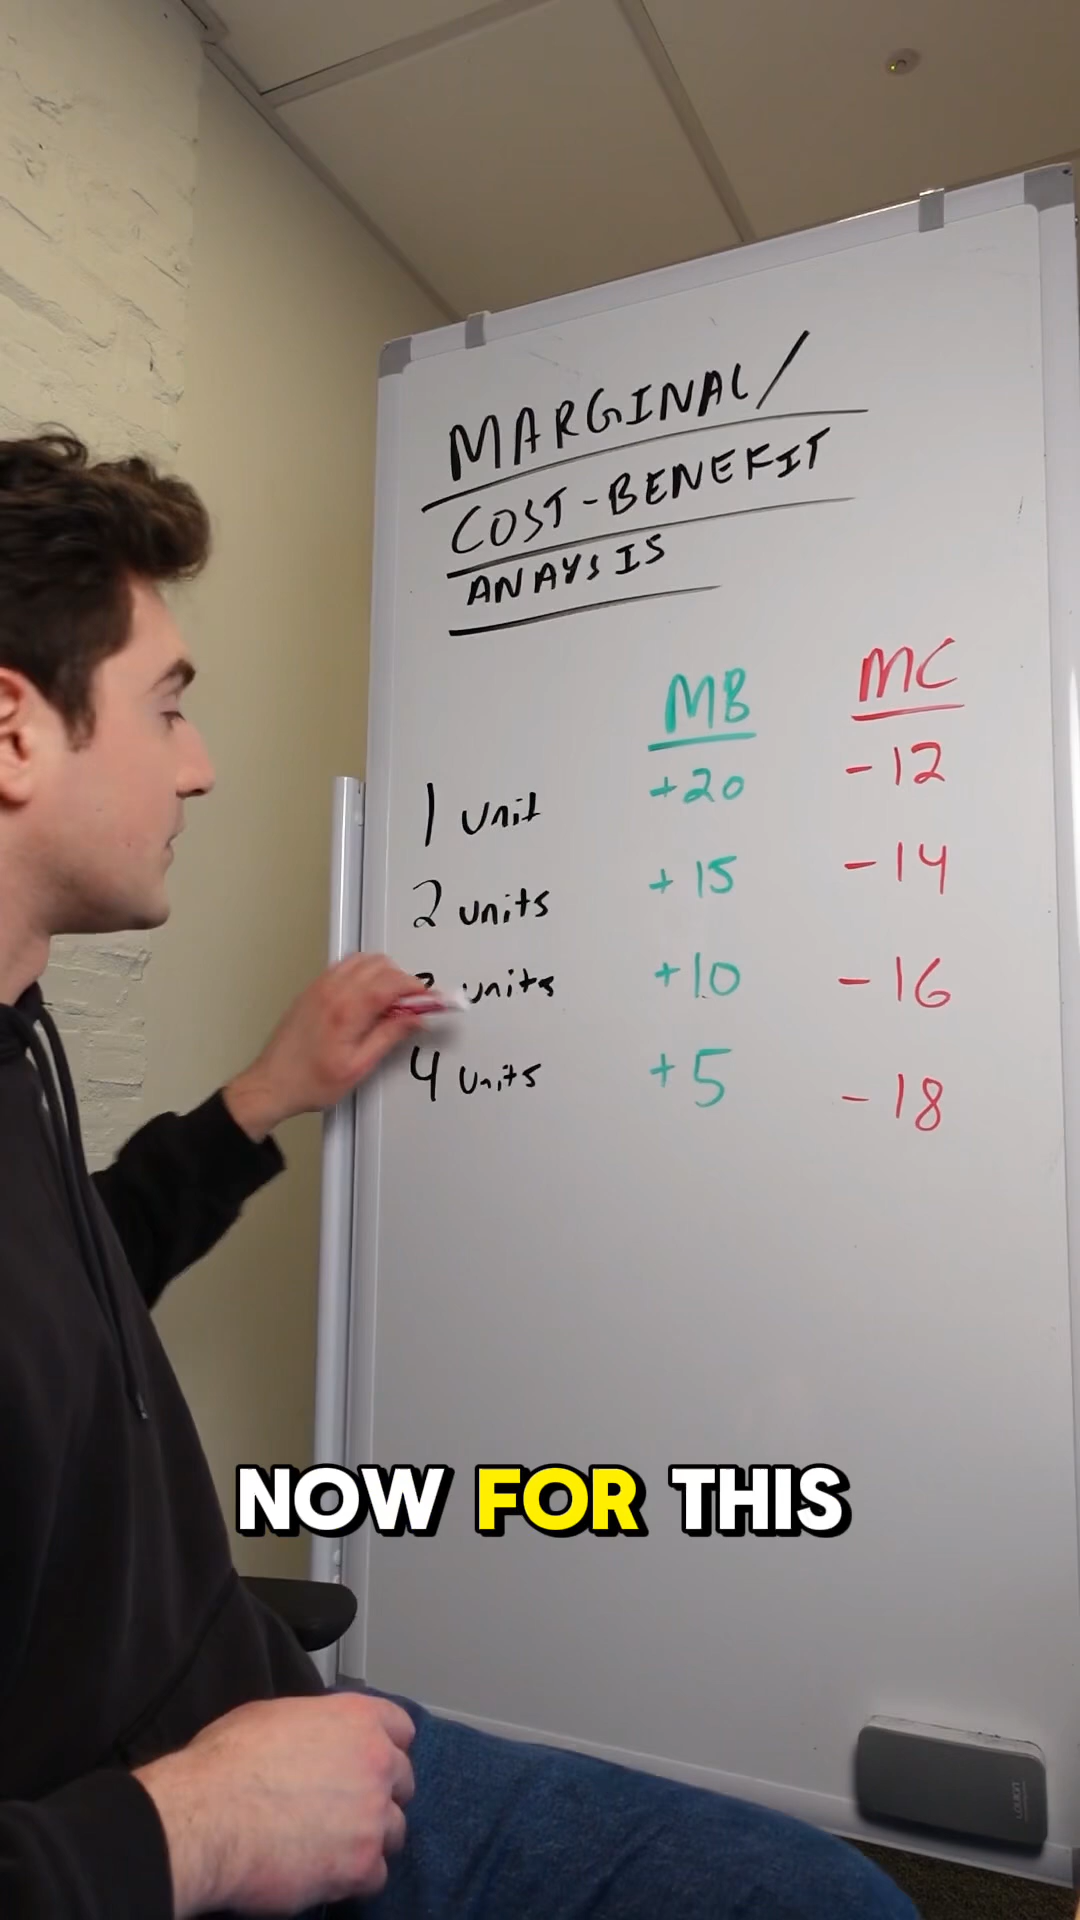 MARGINAL/
COST-BENEFIT
ANAYSIS
MB MC
1 unit +20 -12
2 units +15 -14
units +10 -16
4 units +5 -18
NOW FOR THIS